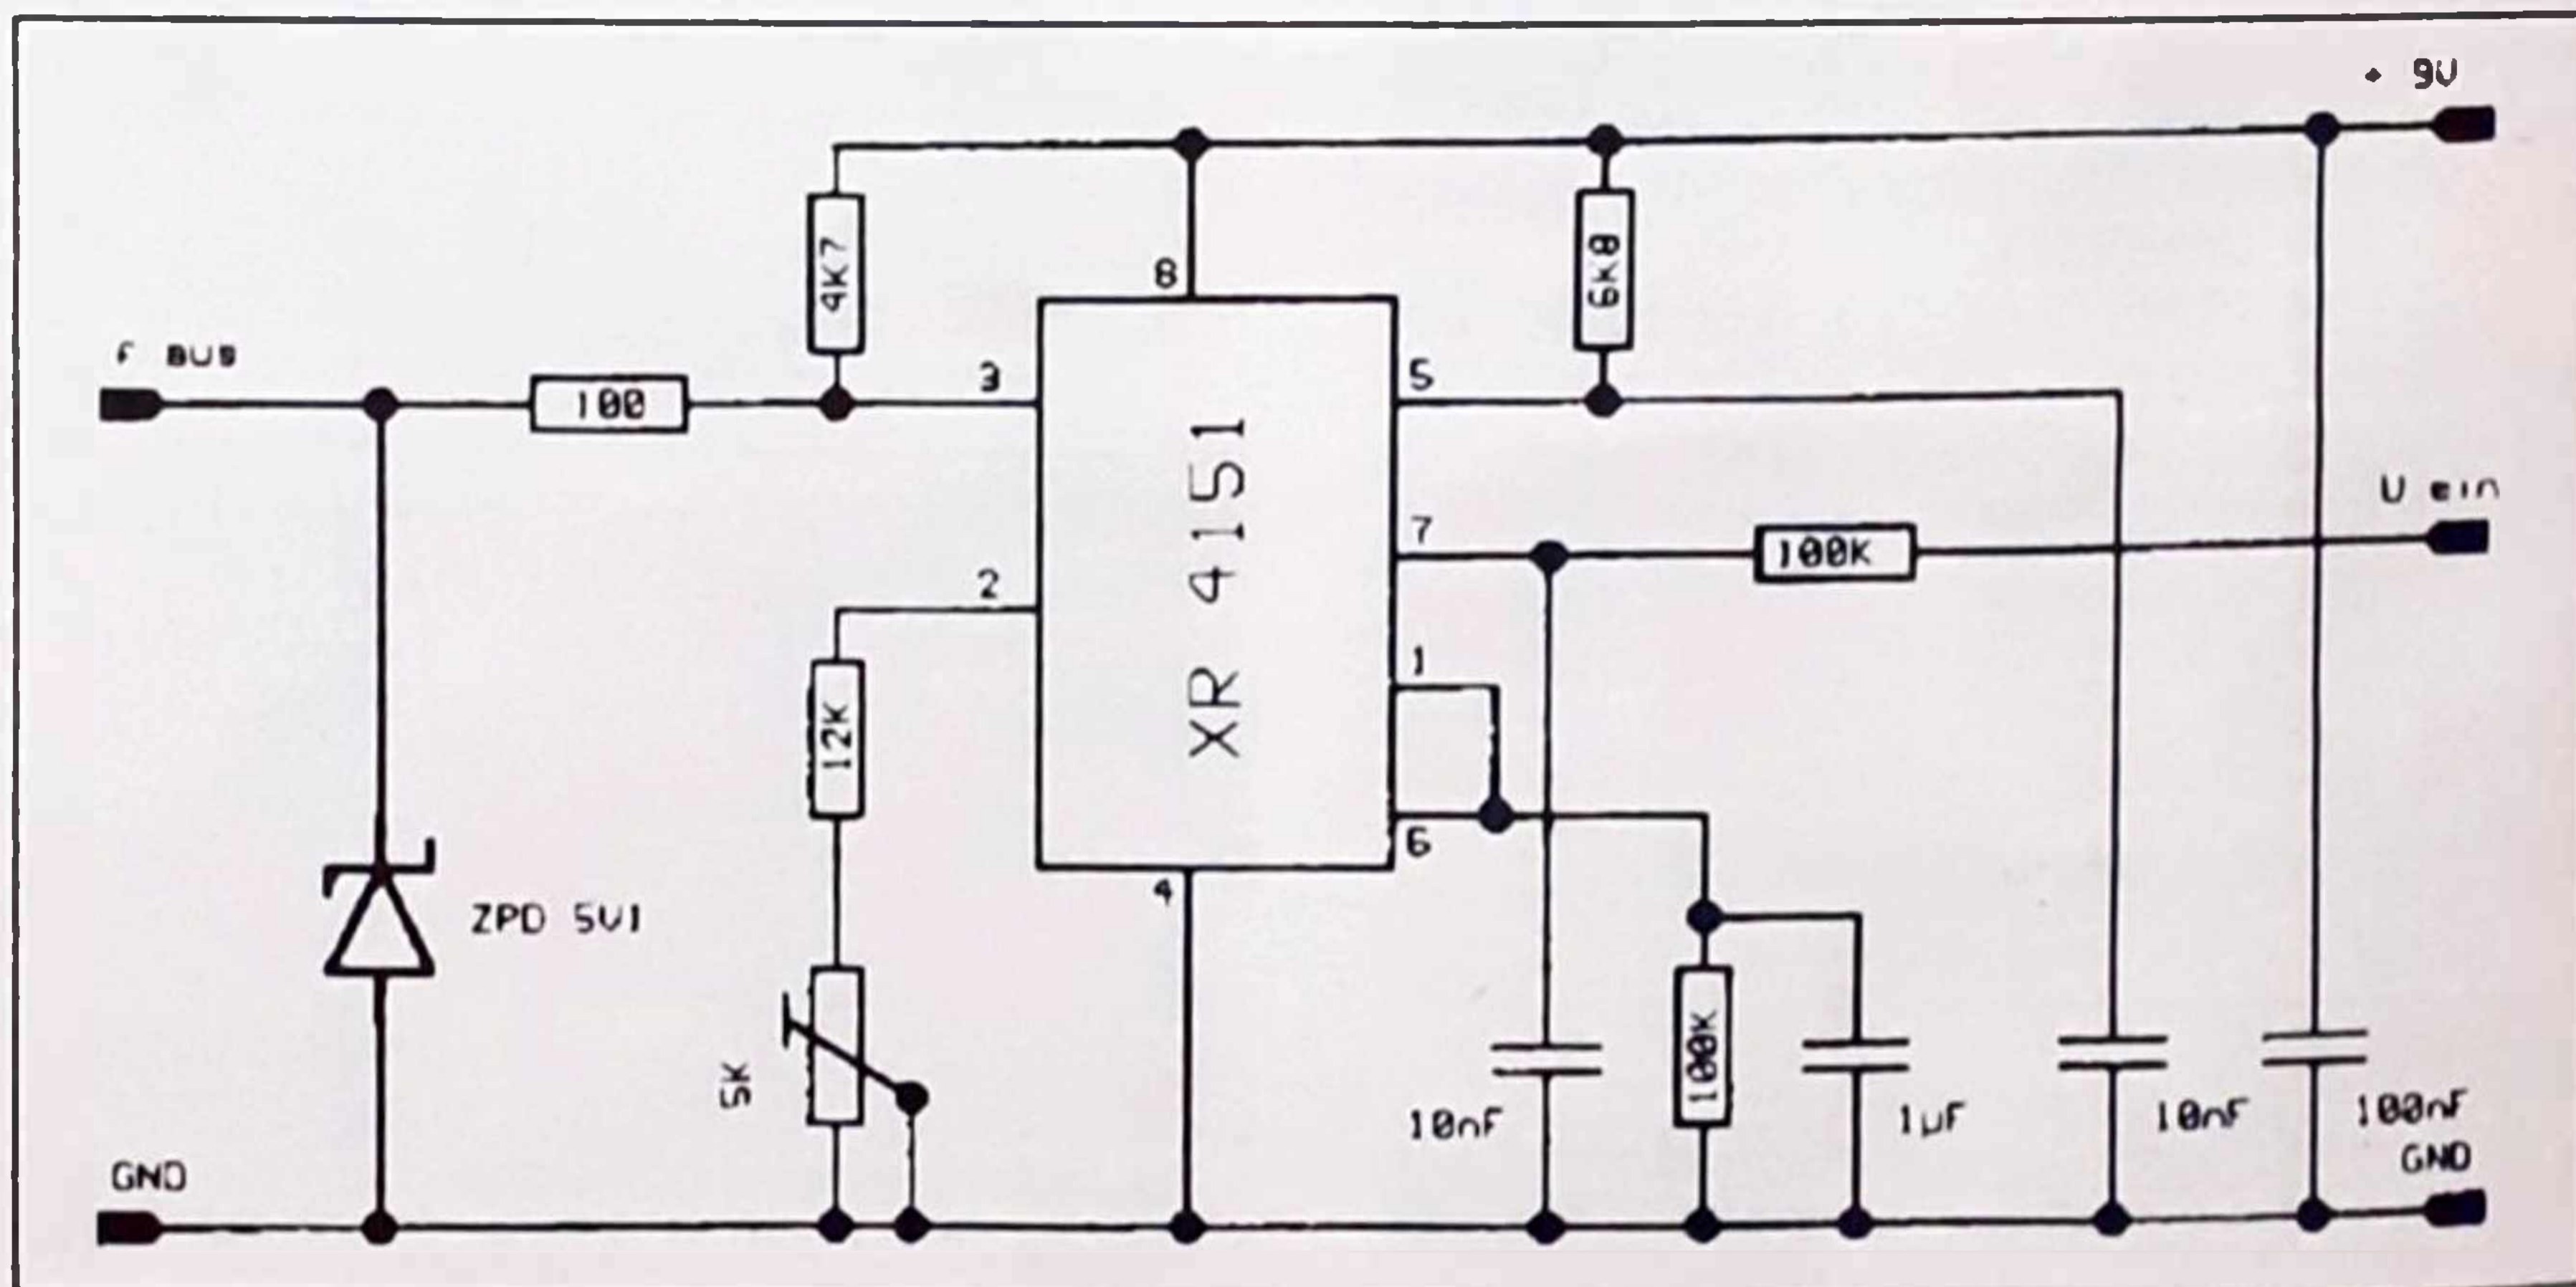 + 9V
4K7
8
6K8
F BUS
100
3
5
U ein
7
100K
XR 4151
2
1
12K
6
4
ZPD 5V1
5K
100K
10nF
1µF
10nF
100nF
GND
GND